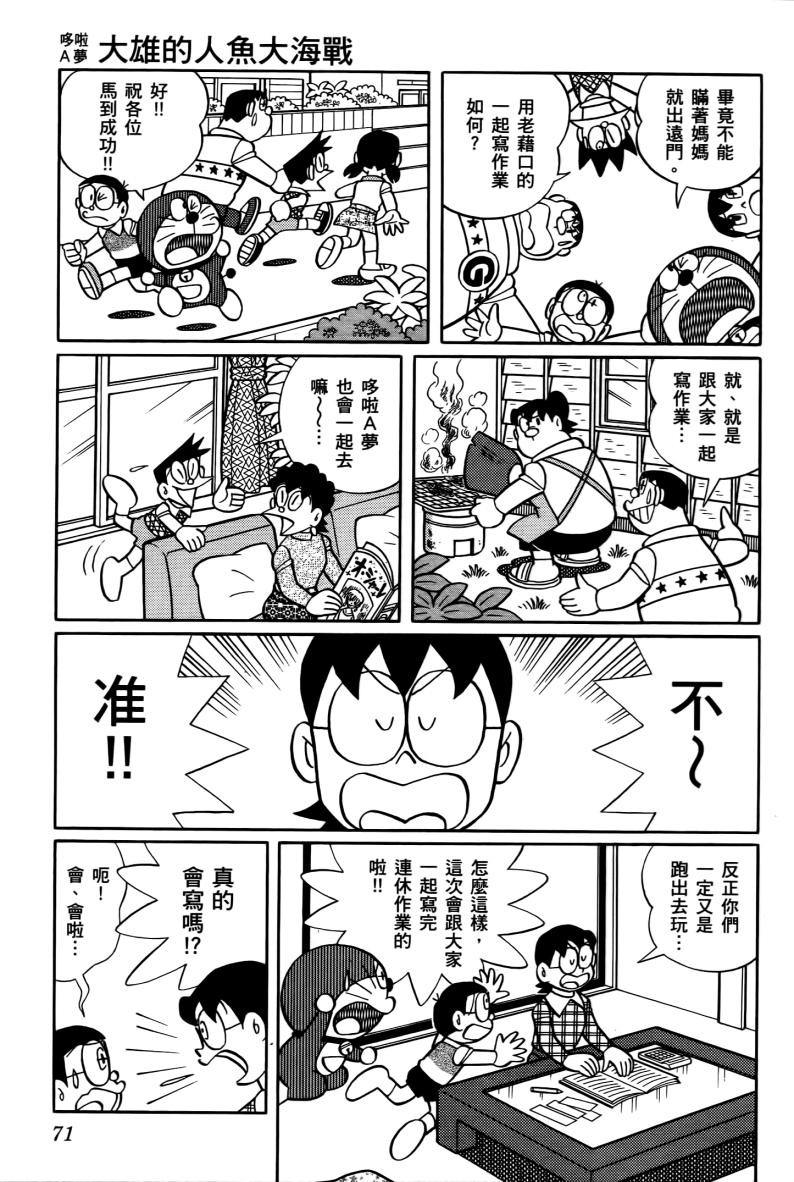 哆啦
A夢
大雄的人魚大海戰
畢竟不能
瞞著媽媽
就出遠門。
用老藉口的
一起寫作業
如何？
G
好!!
祝各位
馬到成功!!
就、就是
跟大家一起
寫作業…
哆啦A夢
也會一起去
嘛～…
不～
准!!
反正你們
一定又是
跑出去玩…
怎麼這樣，
這次會跟大家
一起寫完
連休作業的
啦!!
真的
會寫嗎!?
呃！
會、會啦…
71